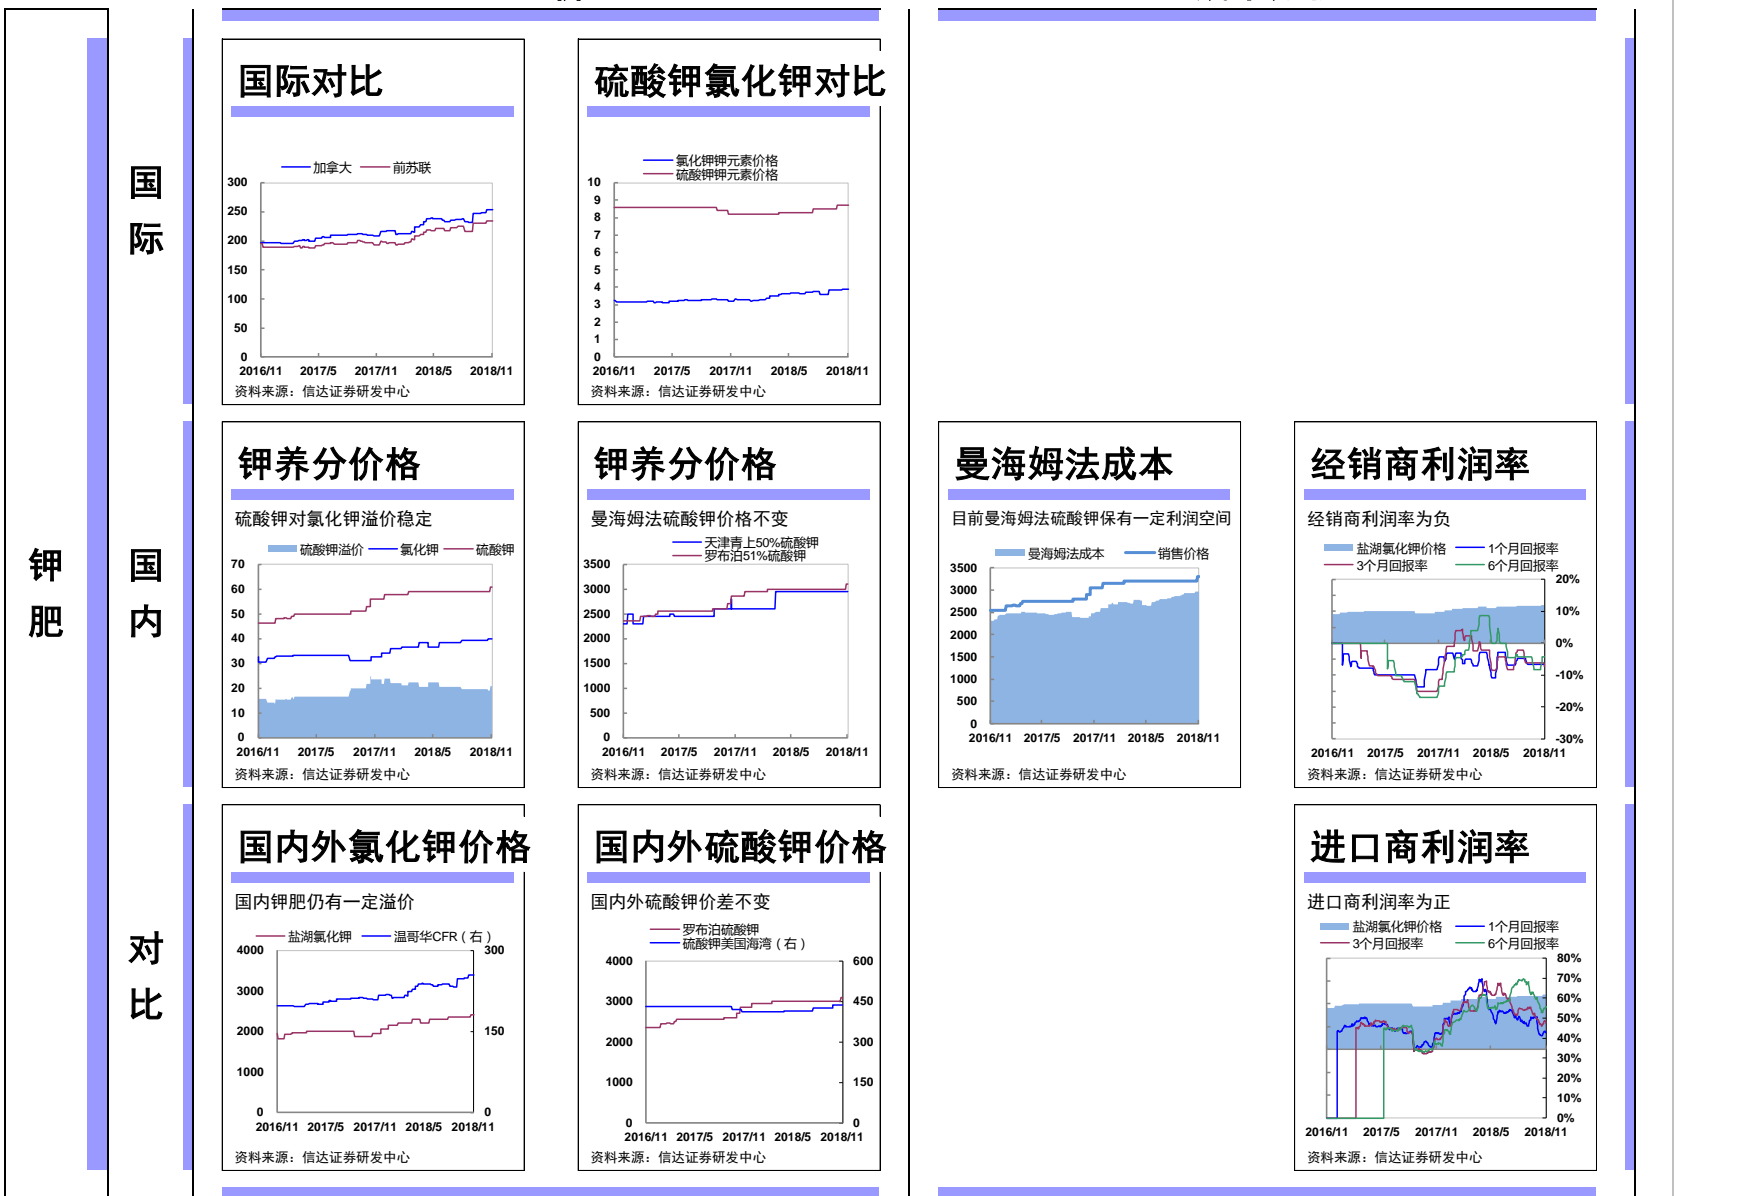 钾
肥
国
际
国
内
对
比
国际对比
加拿大 前苏联
300
250
200
150
100
50
0
2016/11 2017/5 2017/11 2018/5 2018/11
资料来源：信达证券研发中心
硫酸钾氯化钾对比
氯化钾钾元素价格
硫酸钾钾元素价格
10
9
8
7
6
5
4
3
2
1
0
2016/11 2017/5 2017/11 2018/5 2018/11
资料来源：信达证券研发中心
钾养分价格
硫酸钾对氯化钾溢价稳定
硫酸钾溢价 氯化钾 硫酸钾
70
60
50
40
30
20
10
0
2016/11 2017/5 2017/11 2018/5 2018/11
资料来源：信达证券研发中心
钾养分价格
曼海姆法硫酸钾价格不变
天津青上50%硫酸钾
罗布泊51%硫酸钾
3500
3000
2500
2000
1500
1000
500
0
2016/11 2017/5 2017/11 2018/5 2018/11
资料来源：信达证券研发中心
曼海姆法成本
目前曼海姆法硫酸钾保有一定利润空间
曼海姆法成本 销售价格
3500
3000
2500
2000
1500
1000
500
0
2016/11 2017/5 2017/11 2018/5 2018/11
资料来源：信达证券研发中心
经销商利润率
经销商利润率为负
盐湖氯化钾价格 1个月回报率
3个月回报率 6个月回报率
20%
10%
0%
-10%
-20%
-30%
2016/11 2017/5 2017/11 2018/5 2018/11
资料来源：信达证券研发中心
国内外氯化钾价格
国内钾肥仍有一定溢价
盐湖氯化钾 温哥华CFR（右）
4000 300
3000
2000 150
1000
0 0
2016/11 2017/5 2017/11 2018/5 2018/11
资料来源：信达证券研发中心
国内外硫酸钾价格
国内外硫酸钾价差不变
罗布泊硫酸钾
硫酸钾美国海湾（右）
4000 600
3000 450
2000 300
1000 150
0 0
2016/11 2017/5 2017/11 2018/5 2018/11
资料来源：信达证券研发中心
进口商利润率
进口商利润率为正
盐湖氯化钾价格 1个月回报率
3个月回报率 6个月回报率
80%
70%
60%
50%
40%
30%
20%
10%
0%
2016/11 2017/5 2017/11 2018/5 2018/11
资料来源：信达证券研发中心